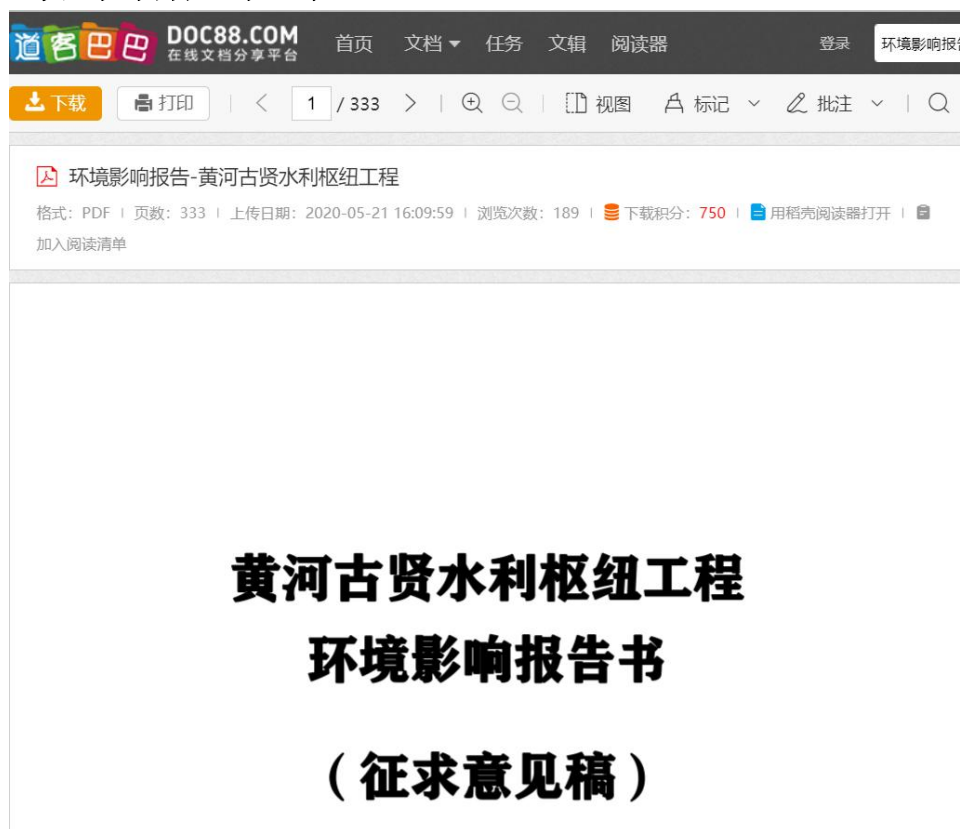 道客巴巴 DOC88.COM 首页 文档 任务 文辑 阅读器 登录 环境影响报告
在线文档分享平台
下载 打印 1 / 333 视图 标记 批注
环境影响报告-黄河古贤水利枢纽工程
格式: PDF 页数: 333 上传日期: 2020-05-21 16:09:59 浏览次数: 189 下载积分: 750 用稻壳阅读器打开
加入阅读清单
黄河古贤水利枢纽工程
环境影响报告书
（征求意见稿）